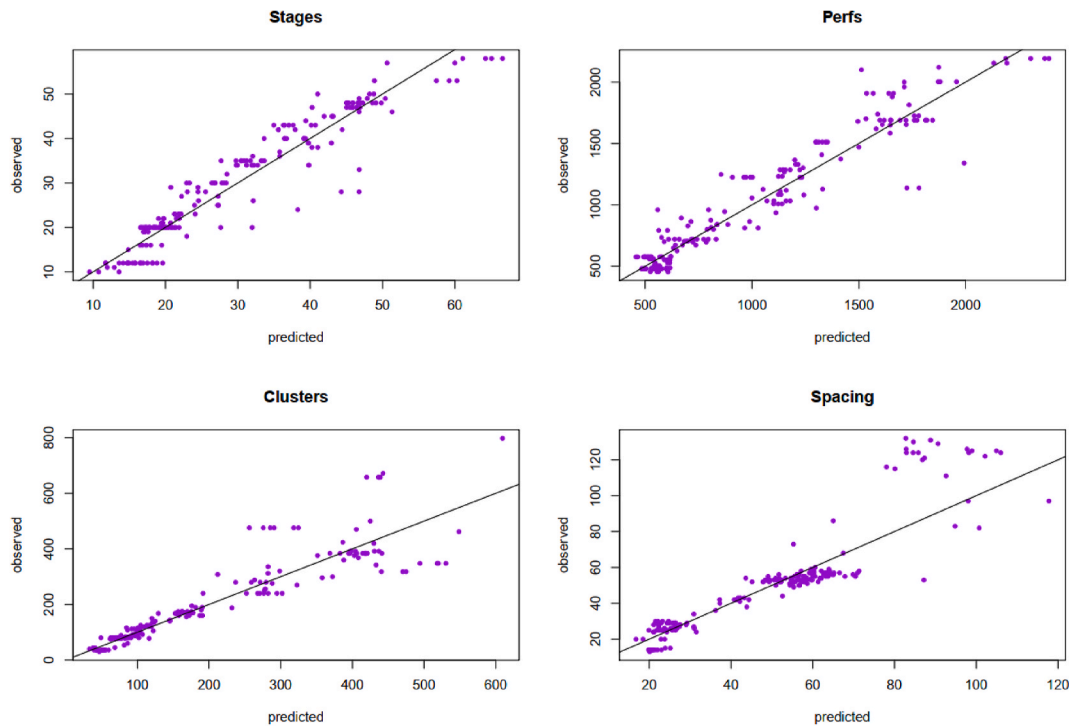 Stages
observed
10 20 30 40 50
10 20 30 40 50 60
predicted
Perfs
observed
500 1000 1500 2000
500 1000 1500 2000
predicted
Clusters
observed
0 200 400 600 800
100 200 300 400 500 600
predicted
Spacing
observed
20 40 60 80 100 120
20 40 60 80 100 120
predicted